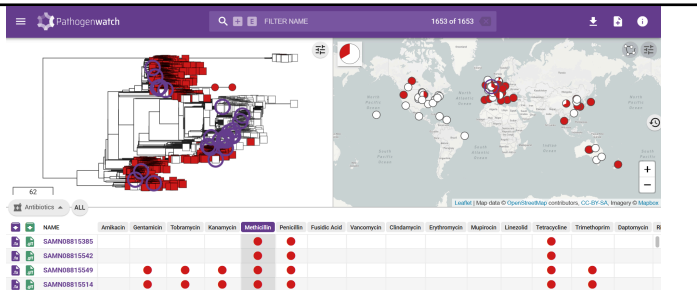 Pathogenwatch
FILTER NAME
1653 of 1653
62
North Pacific Ocean
North Atlantic Ocean
South Pacific Ocean
South Atlantic Ocean
Indian Ocean
+
−
Leaflet | Map data © OpenStreetMap contributors, CC-BY-SA, Imagery © Mapbox
Antibiotics ALL
NAME Amikacin Gentamicin Tobramycin Kanamycin Methicillin Penicillin Fusidic Acid Vancomycin Clindamycin Erythromycin Mupirocin Linezolid Tetracycline Trimethoprim Daptomycin
SAMN08815385
SAMN08815542
SAMN08815549
SAMN08815514